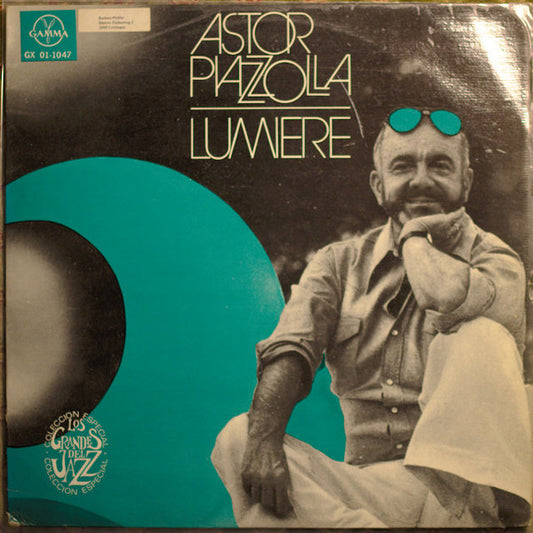 GAMMA
GX 01-1047
ASTOR
PIAZZOLLA
LUMIERE
COLECCION ESPECIAL
LOS
GRANDES
DEL
JAZZ
COLECCION ESPECIAL